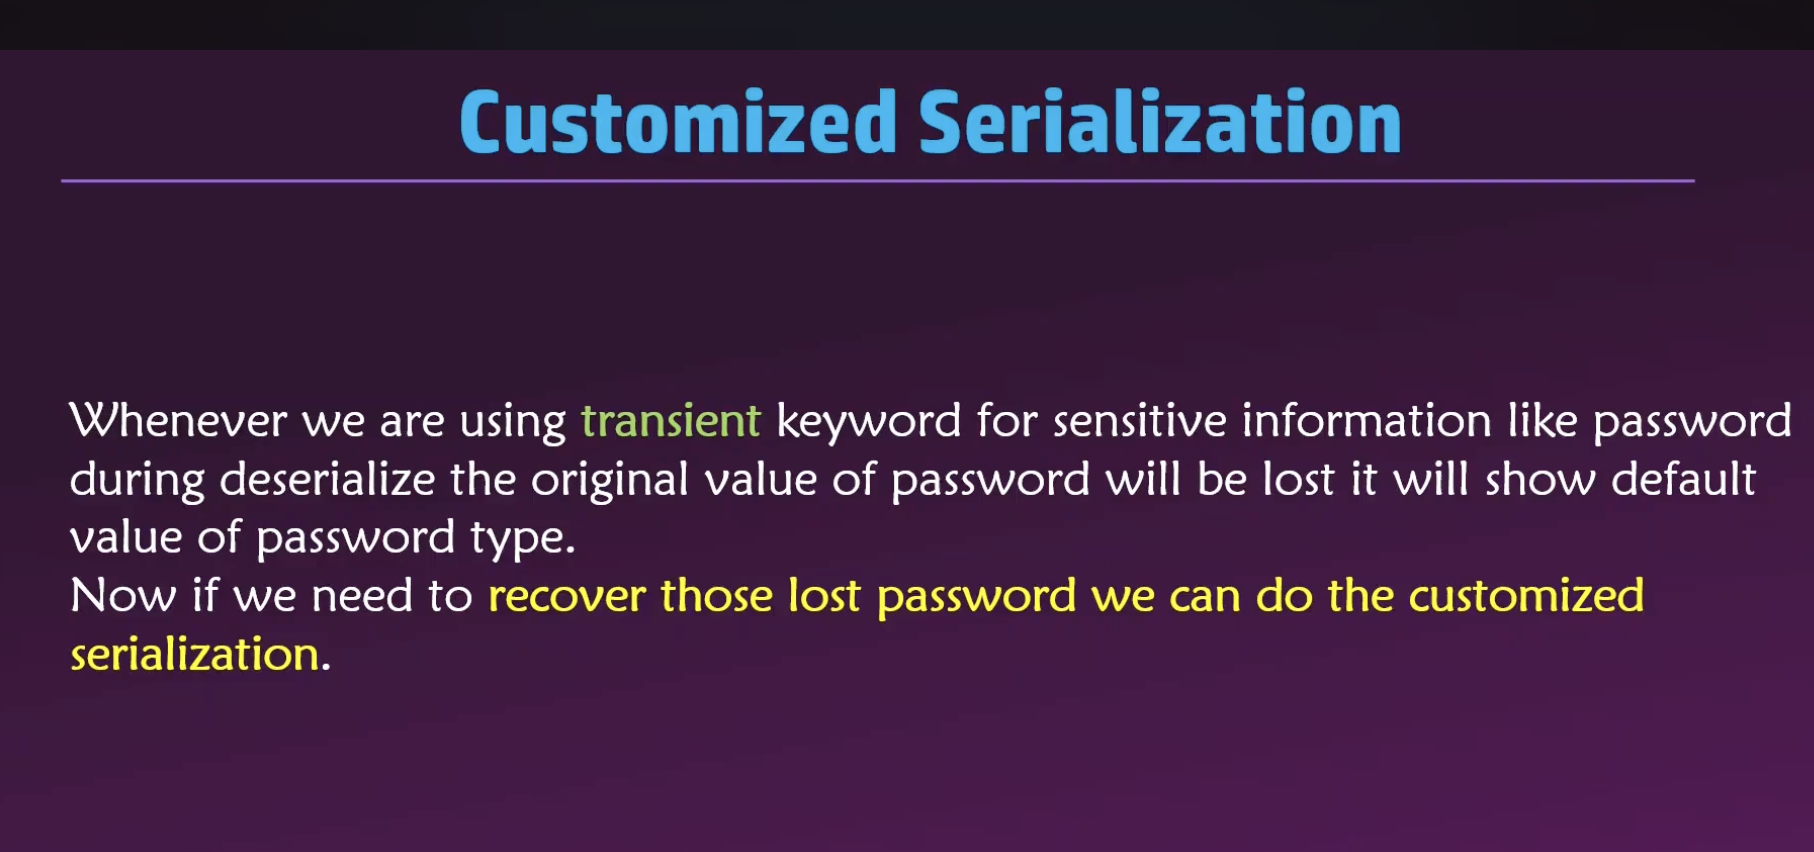 Customized Serialization
Whenever we are using transient keyword for sensitive information like password
during deserialize the original value of password will be lost it will show default
value of password type.
Now if we need to recover those lost password we can do the customized
serialization.